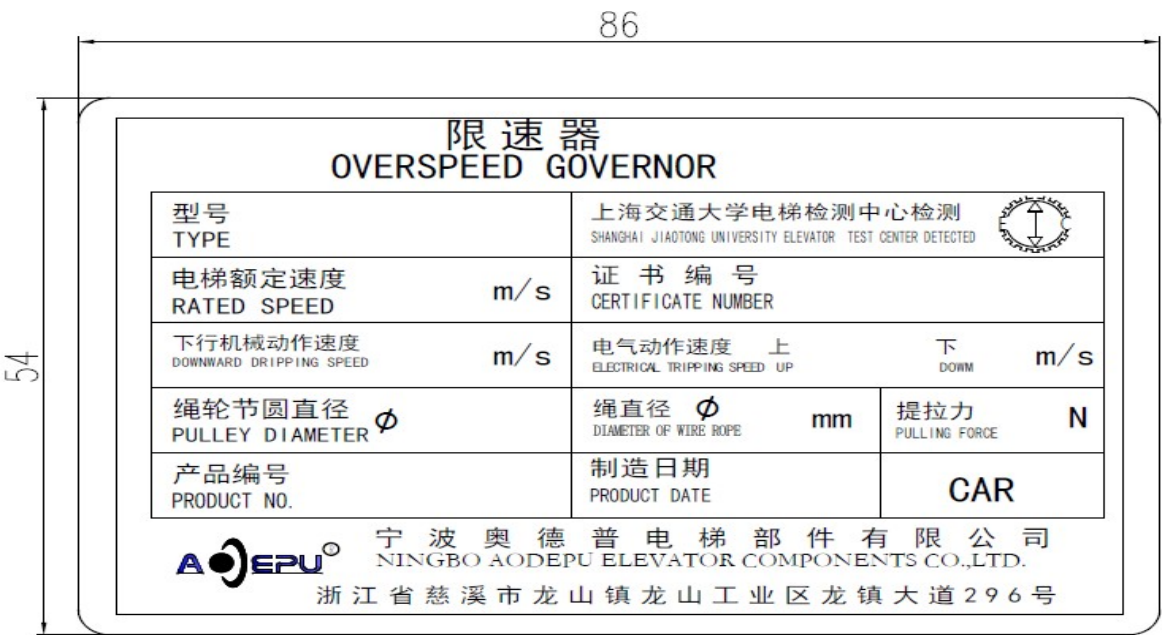 86
54
限速器
OVERSPEED GOVERNOR
型号
TYPE
上海交通大学电梯检测中心检测
SHANGHAI JIAOTONG UNIVERSITY ELEVATOR TEST CENTER DETECTED
电梯额定速度
RATED SPEED
m/s
证书编号
CERTIFICATE NUMBER
下行机械动作速度
DOWNWARD DRIPPING SPEED
m/s
电气动作速度 上 下
ELECTRICAL TRIPPING SPEED UP DOWM
m/s
绳轮节圆直径
PULLEY DIAMETER Φ
绳直径 Φ
DIAMETER OF WIRE ROPE
mm
提拉力
PULLING FORCE
N
产品编号
PRODUCT NO.
制造日期
PRODUCT DATE
CAR
AODEPU®
宁波奥德普电梯部件有限公司
NINGBO AODEPU ELEVATOR COMPONENTS CO.,LTD.
浙江省慈溪市龙山镇龙山工业区龙镇大道296号